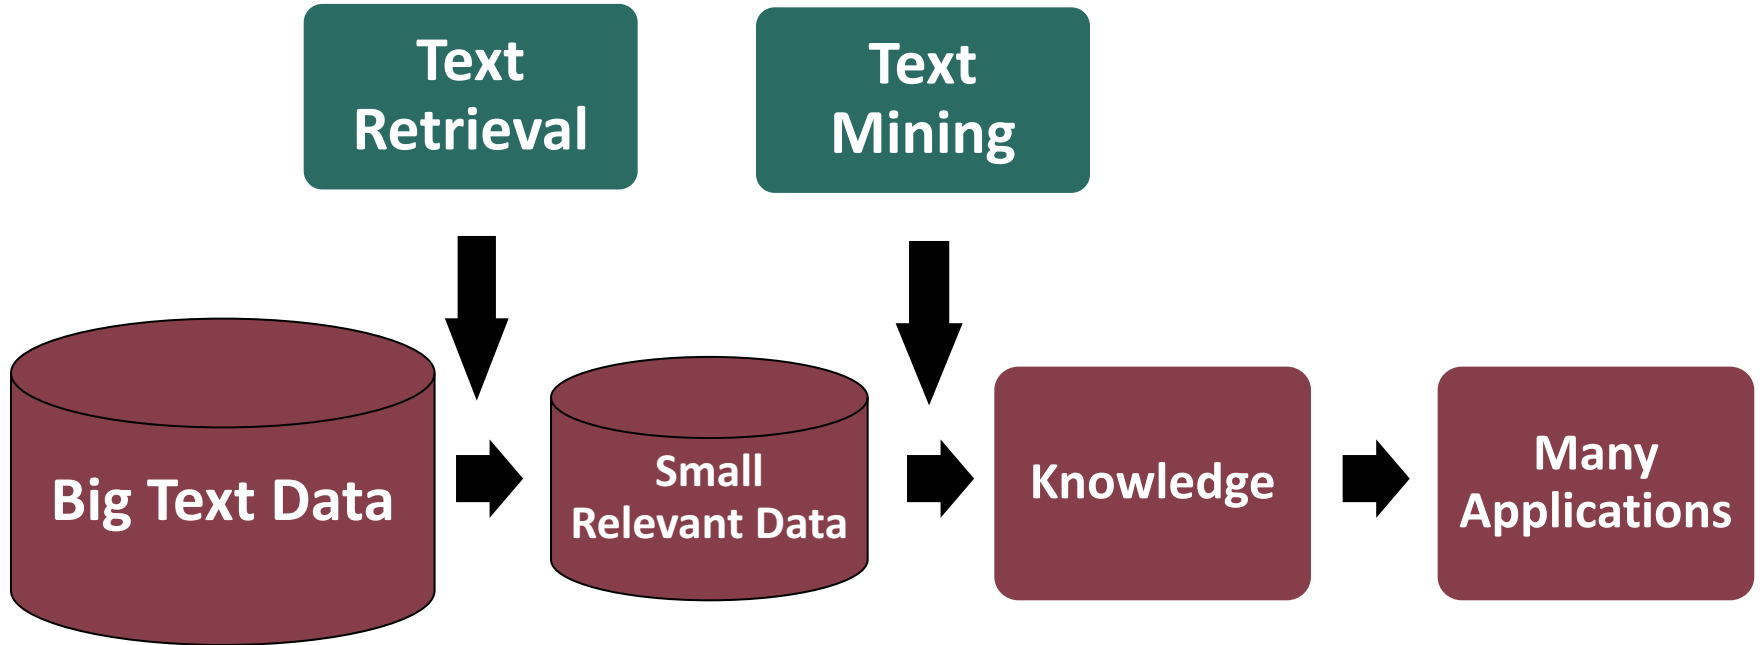 Text
Retrieval
Text
Mining
Big Text Data
Small
Relevant Data
Knowledge
Many
Applications